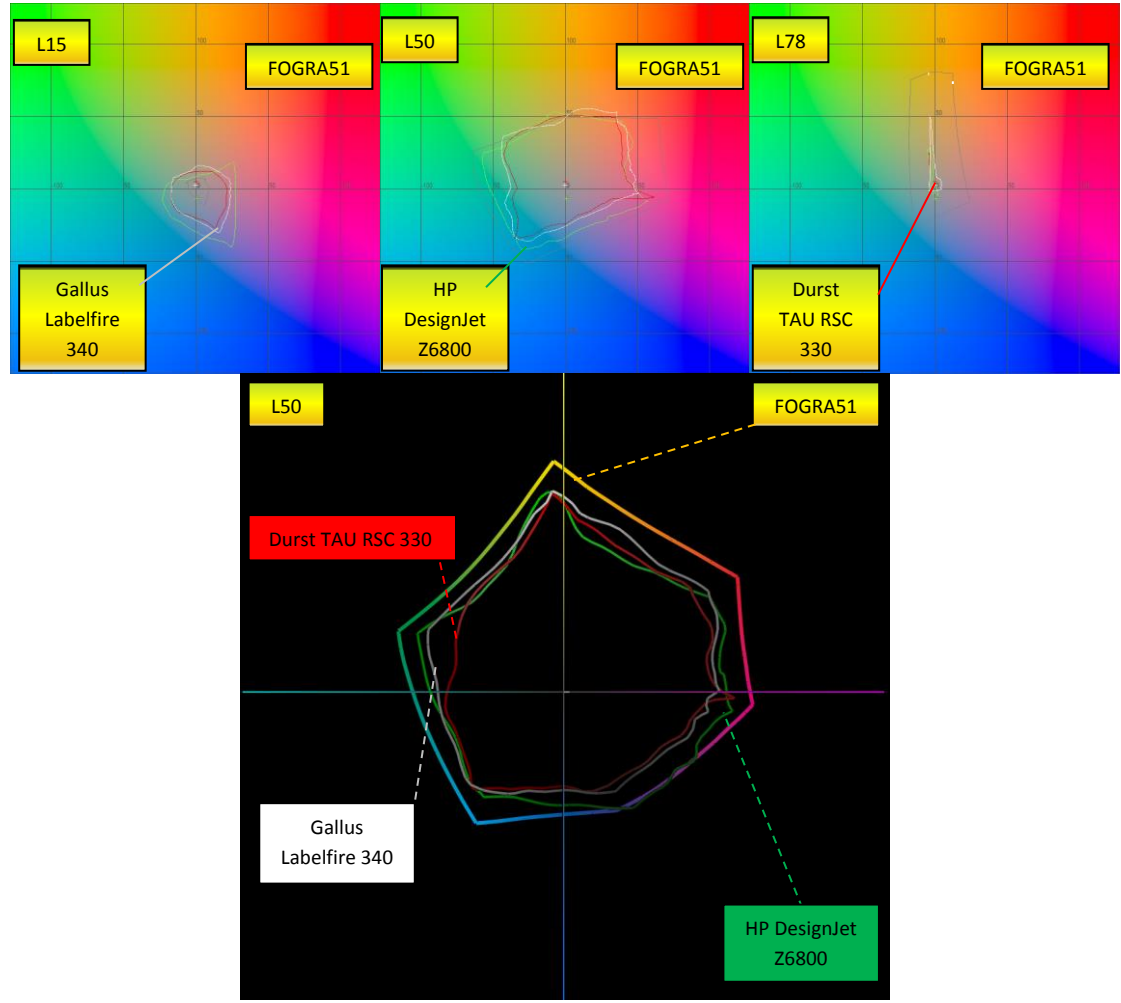 L15
FOGRA51
Gallus
Labelfire
340
L50
FOGRA51
HP
DesignJet
Z6800
L78
FOGRA51
Durst
TAU RSC
330
L50
FOGRA51
Durst TAU RSC 330
Gallus
Labelfire 340
HP DesignJet
Z6800